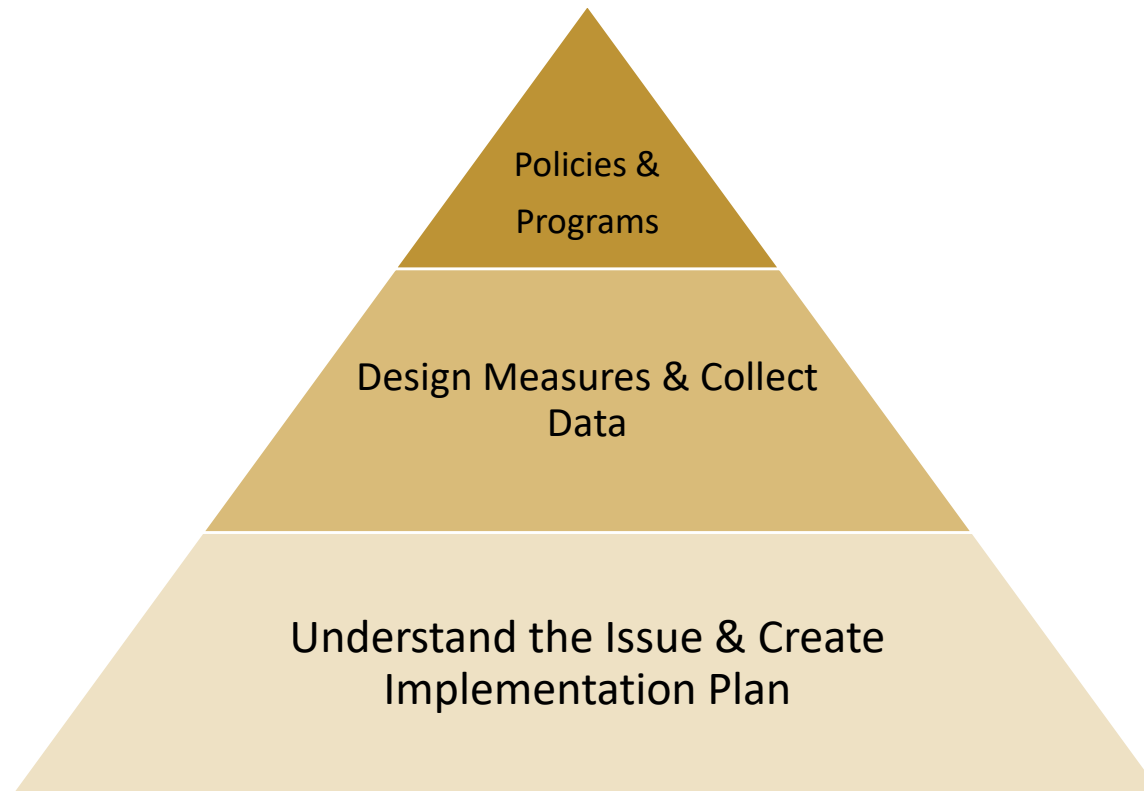 Policies &
Programs
Design Measures & Collect
Data
Understand the Issue & Create
Implementation Plan